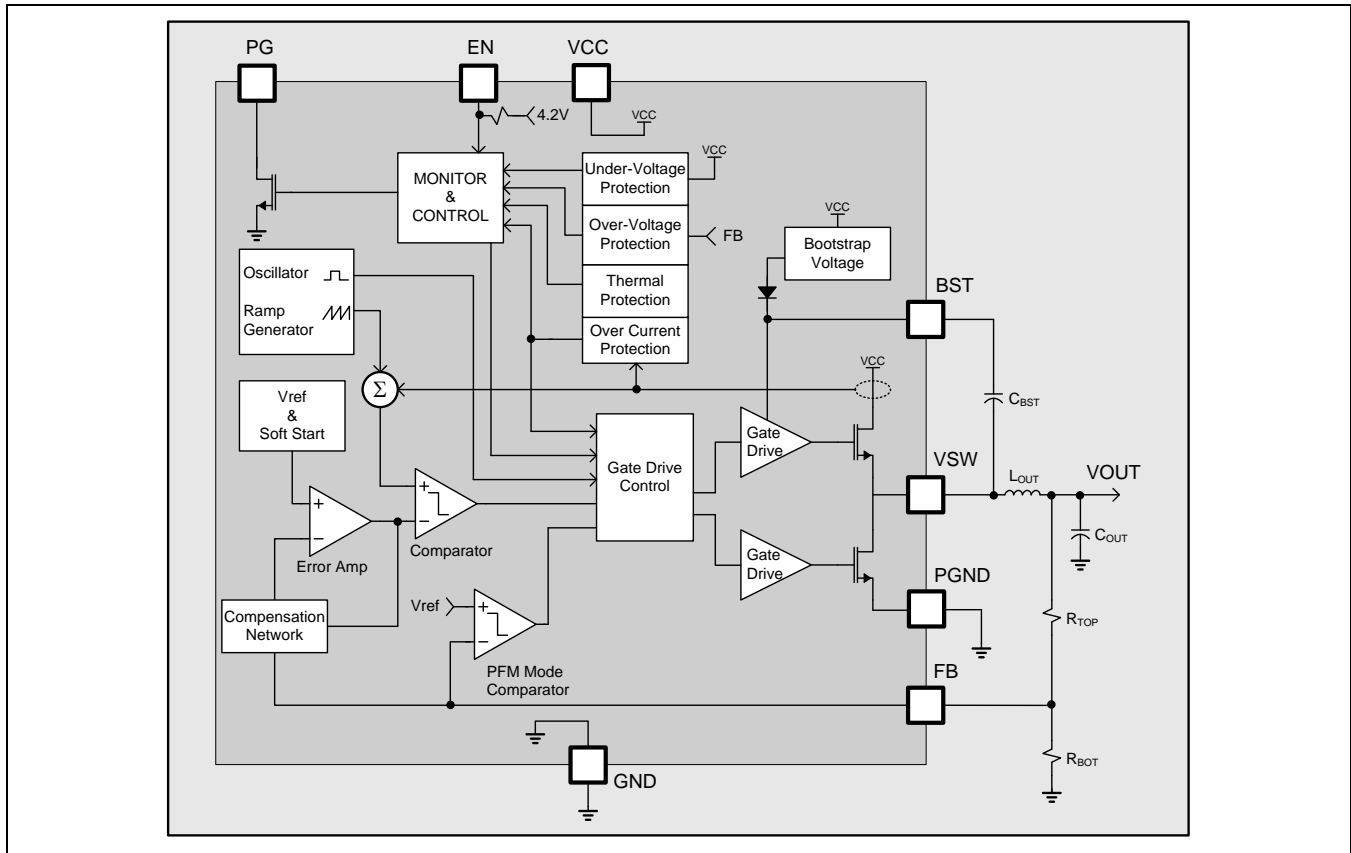 PG
EN
VCC
4.2V
VCC
MONITOR
&
CONTROL
Under-Voltage
Protection
VCC
Over-Voltage
Protection
FB
Thermal
Protection
Over Current
Protection
VCC
Bootstrap
Voltage
Oscillator
Ramp
Generator
BST
VCC
Σ
CBST
Vref
&
Soft Start
Gate Drive
Control
Gate
Drive
VSW
LOUT
VOUT
COUT
+
−
Error Amp
+
−
Comparator
Gate
Drive
PGND
RTOP
Compensation
Network
Vref
+
−
PFM Mode
Comparator
FB
RBOT
GND